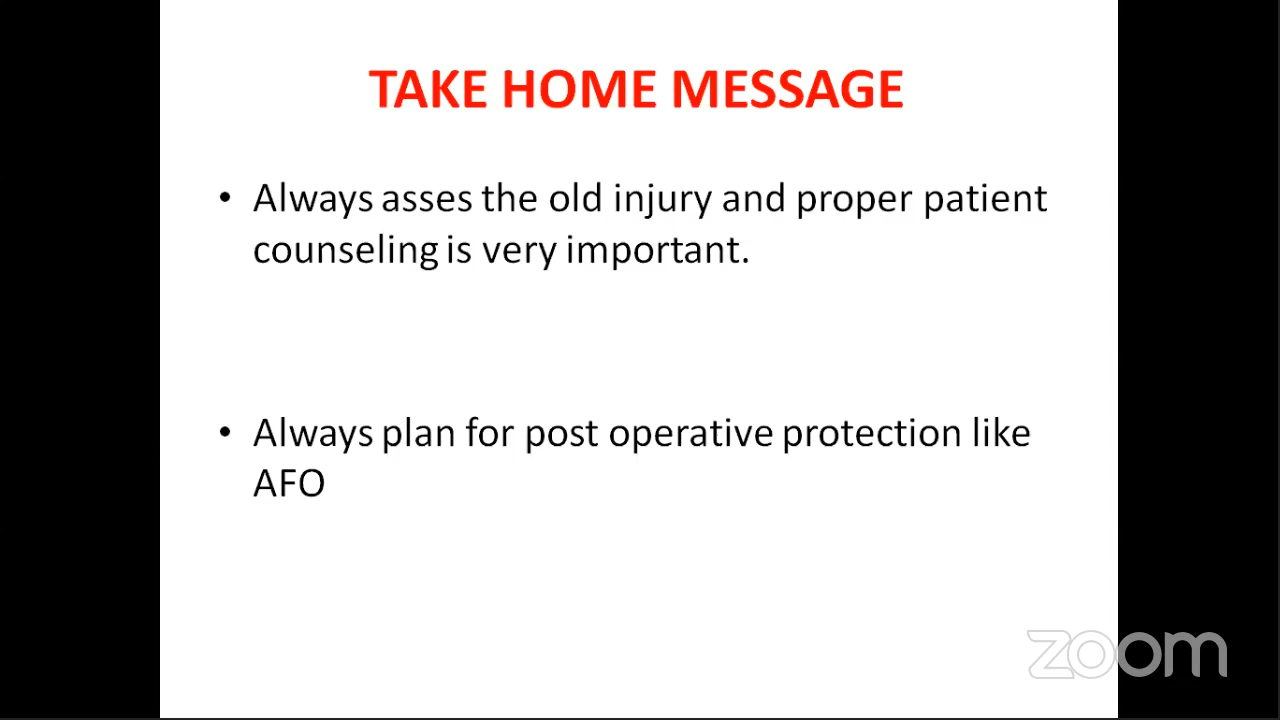 TAKE HOME MESSAGE
• Always asses the old injury and proper patient
counseling is very important.
• Always plan for post operative protection like
AFO
zoom